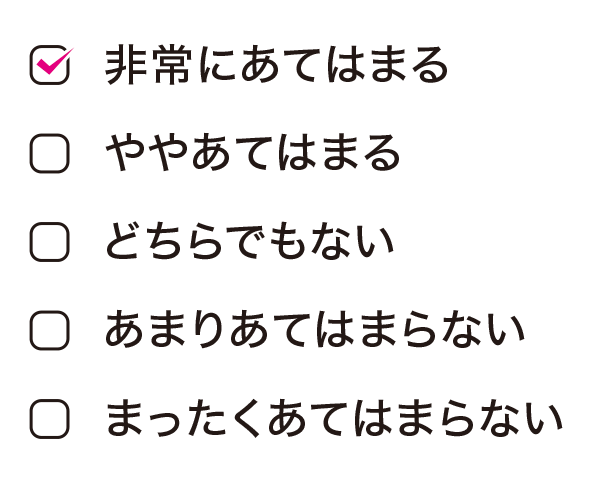 非常にあてはまる
ややあてはまる
どちらでもない
あまりあてはまらない
まったくあてはまらない